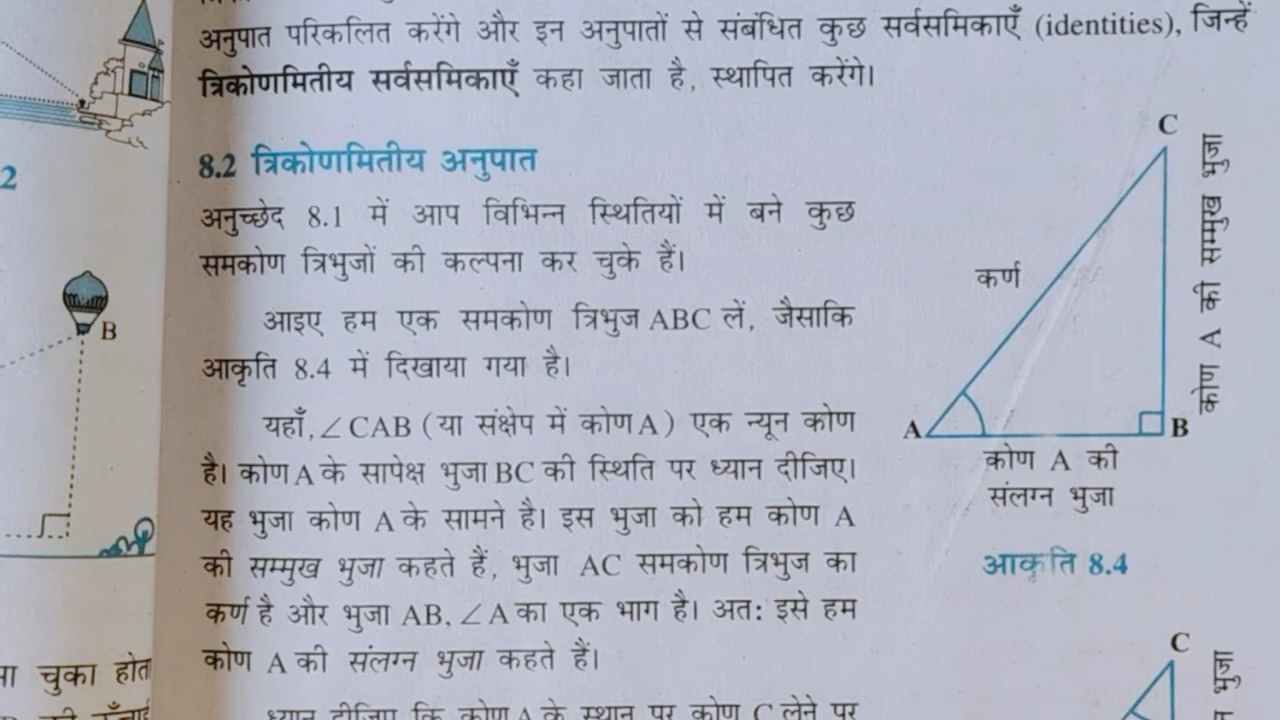 अनुपात परिकलित करेंगे और इन अनुपातों से संबंधित कुछ सर्वसमिकाएँ (identities), जिन्हें
त्रिकोणमितीय सर्वसमिकाएँ कहा जाता है, स्थापित करेंगे।
8.2 त्रिकोणमितीय अनुपात
अनुच्छेद 8.1 में आप विभिन्न स्थितियों में बने कुछ
समकोण त्रिभुजों की कल्पना कर चुके हैं।
आइए हम एक समकोण त्रिभुज ABC लें, जैसाकि
आकृति 8.4 में दिखाया गया है।
यहाँ, ∠CAB (या संक्षेप में कोण A) एक न्यून कोण
है। कोण A के सापेक्ष भुजा BC की स्थिति पर ध्यान दीजिए।
यह भुजा कोण A के सामने है। इस भुजा को हम कोण A
की सम्मुख भुजा कहते हैं, भुजा AC समकोण त्रिभुज का
कर्ण है और भुजा AB, ∠A का एक भाग है। अत: इसे हम
कोण A की संलग्न भुजा कहते हैं।
ध्यान दीजिए कि कोण A के स्थान पर कोण C लेने पर
C
कर्ण
कोण A की सम्मुख भुजा
A
B
कोण A की
संलग्न भुजा
आकृति 8.4
C
भुजा
2
B
चुका होता